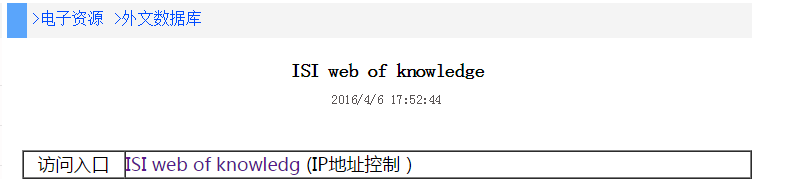 >电子资源 >外文数据库
ISI web of knowledge
2016/4/6 17:52:44
访问入口 ISI web of knowledg (IP地址控制 )